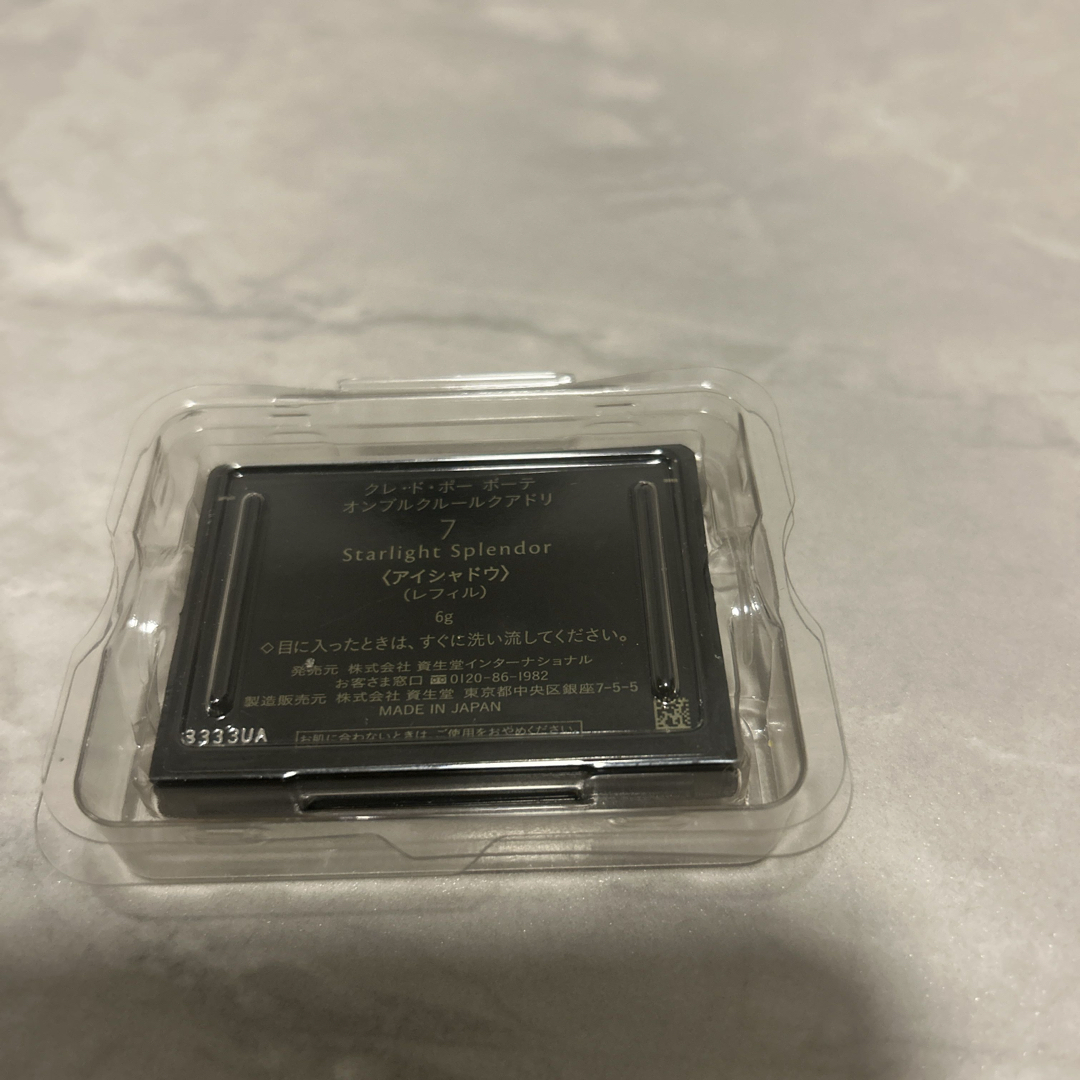 クレ・ド・ポー ボーテ
オンブルクルールクアドリ
7
Starlight Splendor
〈アイシャドウ〉
(レフィル)
6g
◇目に入ったときは、すぐに洗い流してください。
発売元 株式会社 資生堂インターナショナル
お客さま窓口 0120-86-1982
製造販売元 株式会社 資生堂 東京都中央区銀座7-5-5
MADE IN JAPAN
お肌に合わないときは、ご使用をおやめください。
3333UA